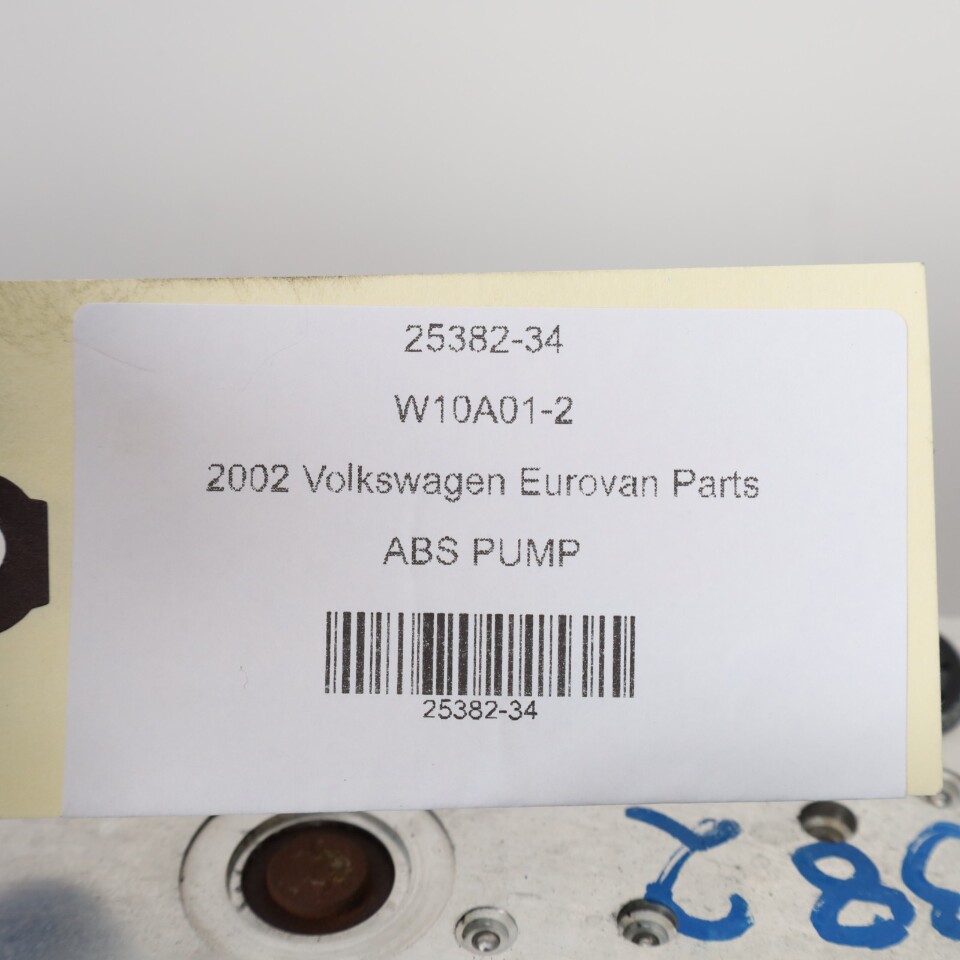 25382-34
W10A01-2
2002 Volkswagen Eurovan Parts
ABS PUMP
25382-34